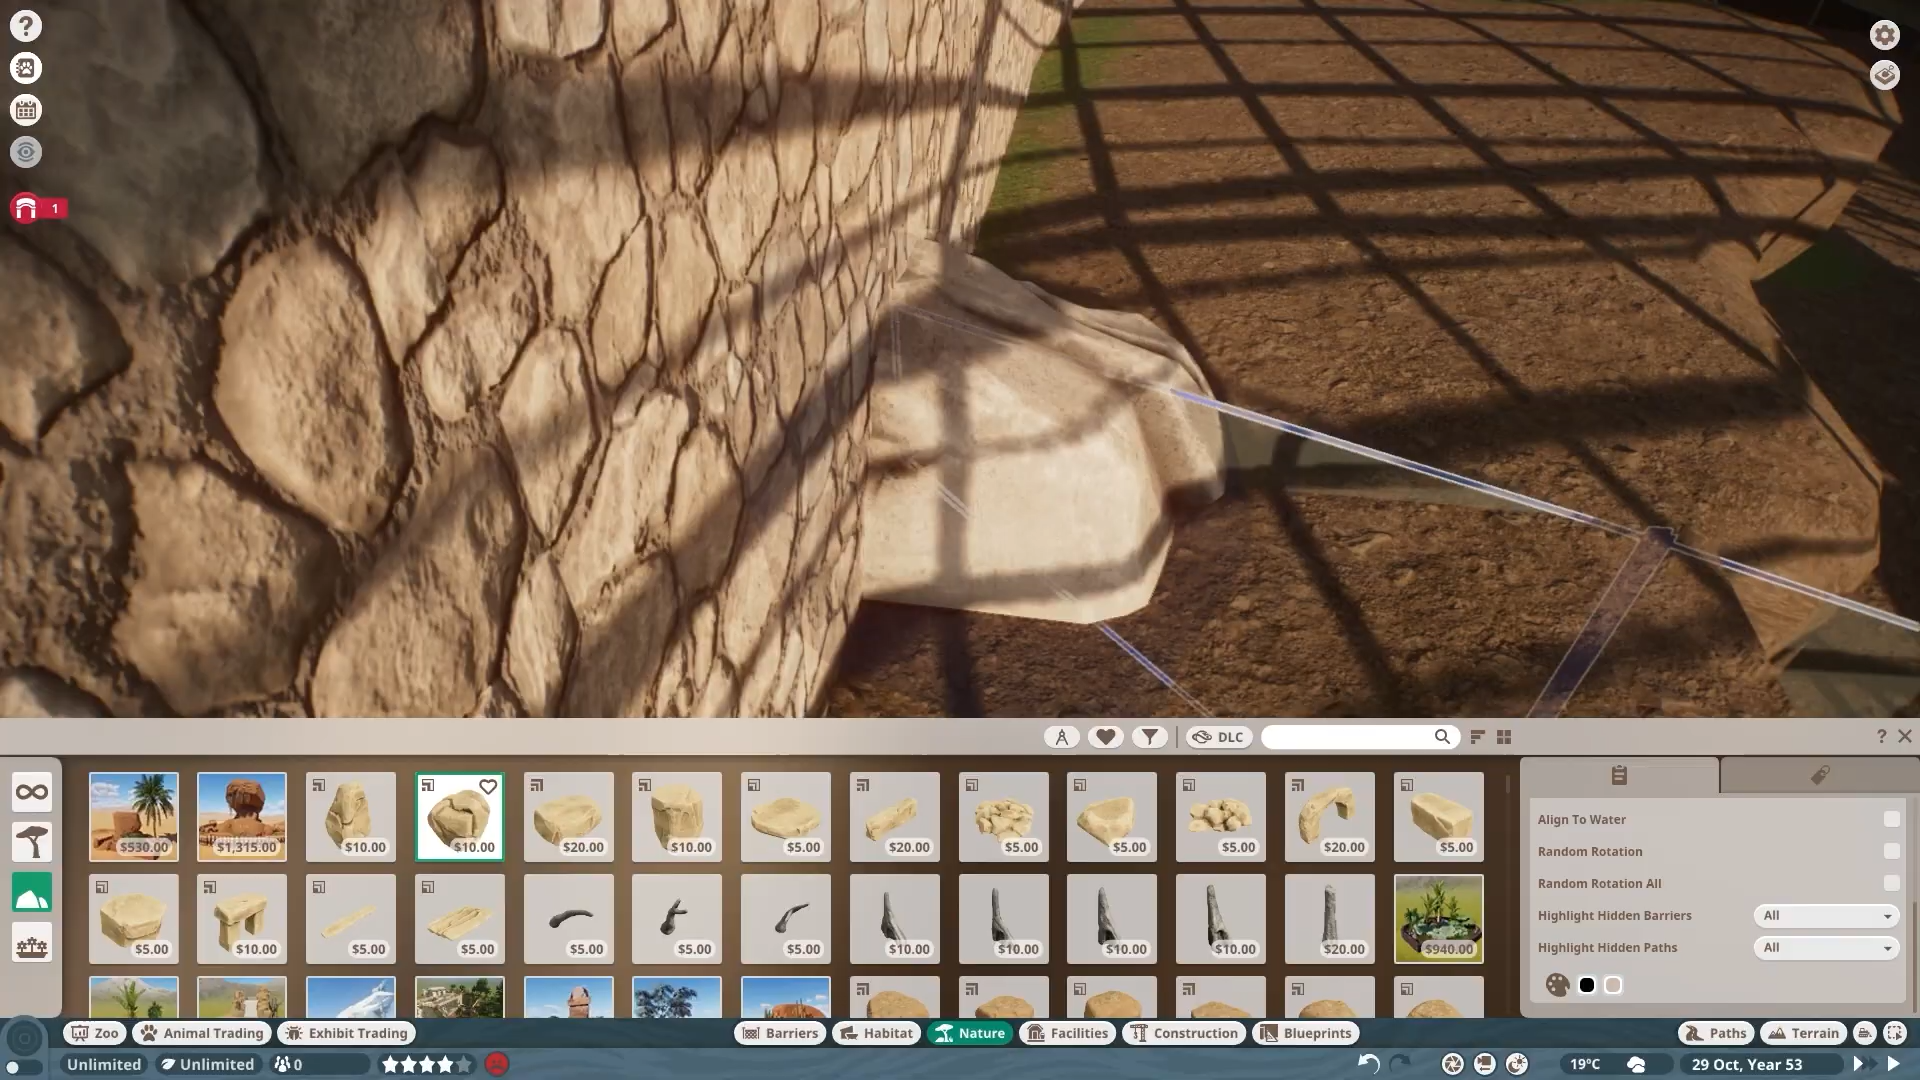 ?
1
DLC
?
$530.00 $1,315.00 $10.00 $10.00 $20.00 $10.00 $5.00 $20.00 $5.00 $5.00 $5.00 $20.00 $5.00
$5.00 $10.00 $5.00 $5.00 $5.00 $5.00 $5.00 $10.00 $10.00 $10.00 $10.00 $20.00 $940.00
Align To Water
Random Rotation
Random Rotation All
Highlight Hidden Barriers All
Highlight Hidden Paths All
Zoo Animal Trading Exhibit Trading Barriers Habitat Nature Facilities Construction Blueprints Paths Terrain
Unlimited Unlimited 0 19°C 29 Oct, Year 53